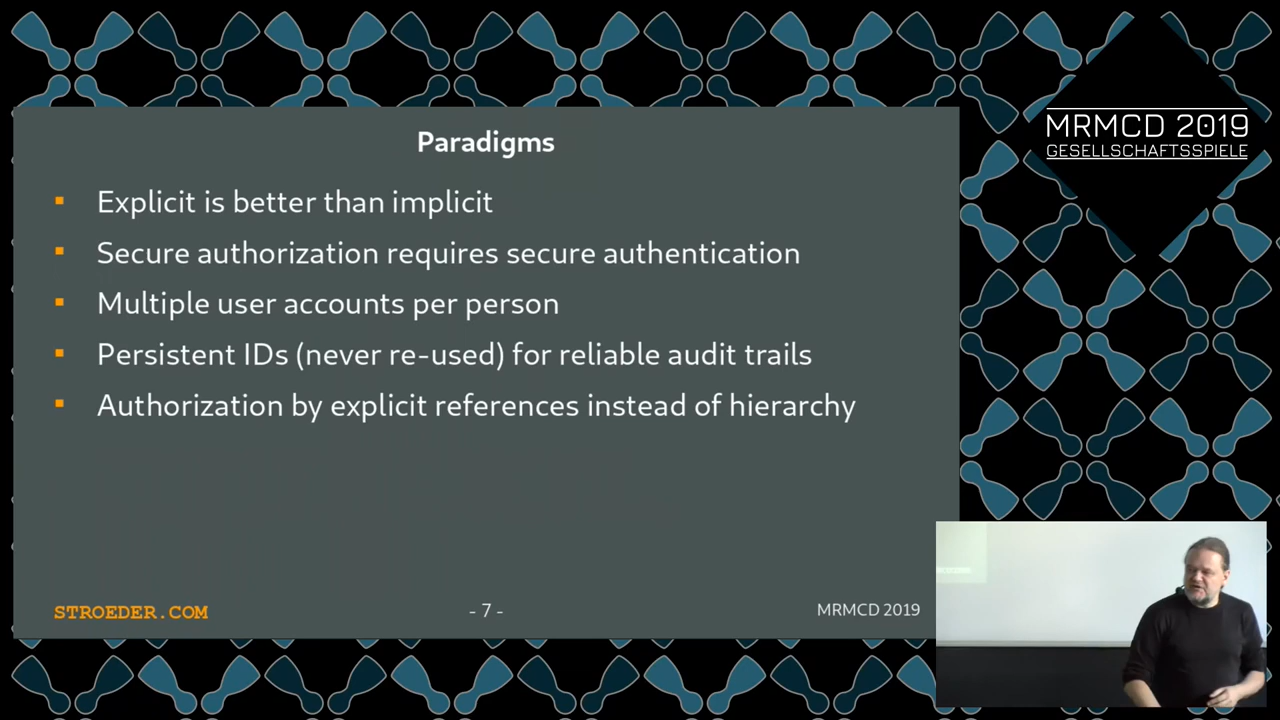 MRMCD 2019
GESELLSCHAFTSSPIELE
Paradigms
Explicit is better than implicit
Secure authorization requires secure authentication
Multiple user accounts per person
Persistent IDs (never re-used) for reliable audit trails
Authorization by explicit references instead of hierarchy
STROEDER.COM
- 7 -
MRMCD 2019